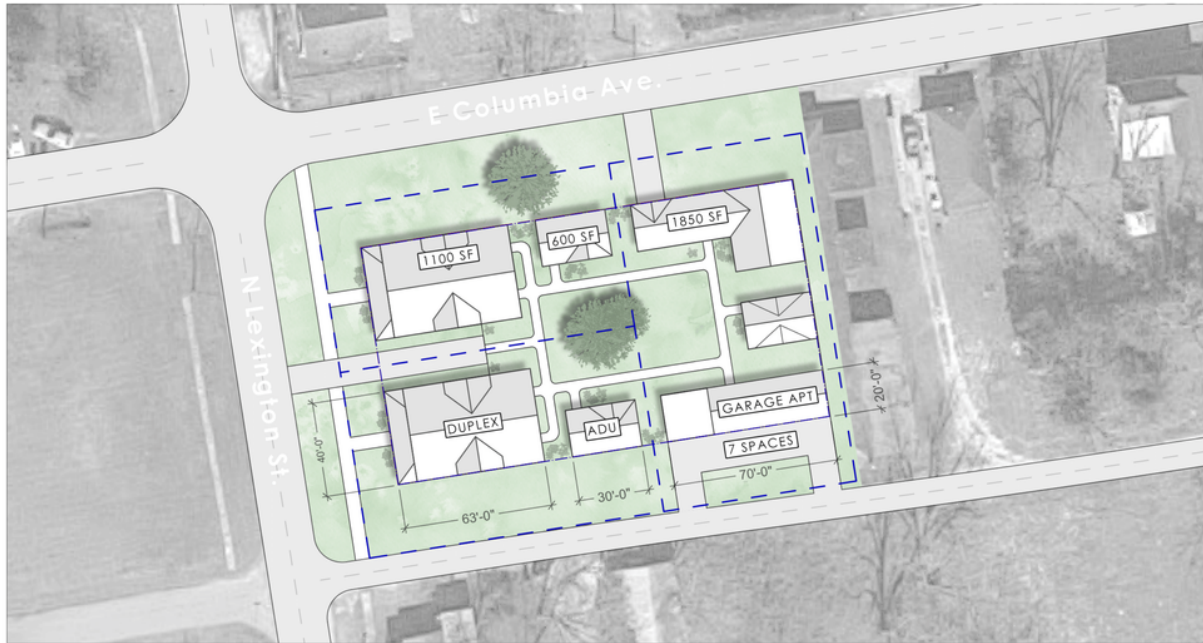 E Columbia Ave.
1850 SF
600 SF
1100 SF
N Lexington St.
20'-0"
GARAGE APT
DUPLEX
ADU
7 SPACES
40'-0"
70'-0"
30'-0"
63'-0"